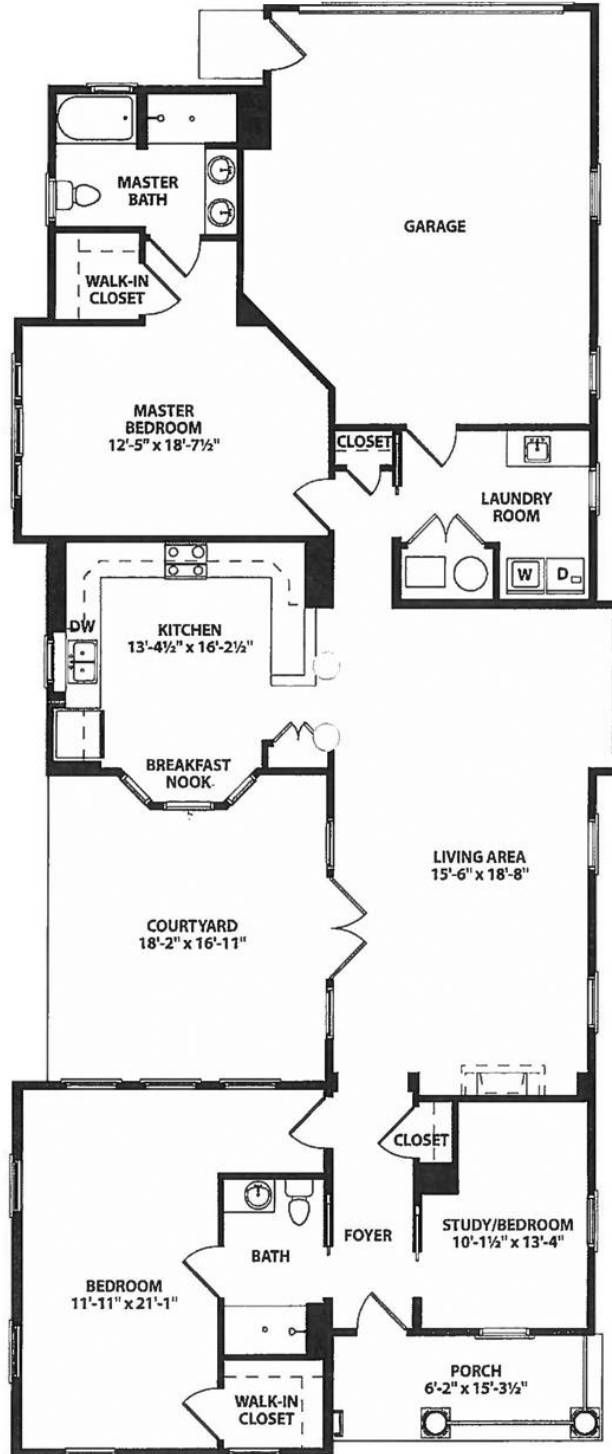 MASTER
BATH
GARAGE
WALK-IN
CLOSET
MASTER
BEDROOM
12'-5" x 18'-7½"
CLOSET
LAUNDRY
ROOM
W D
DW
KITCHEN
13'-4½" x 16'-2½"
BREAKFAST
NOOK
LIVING AREA
15'-6" x 18'-8"
COURTYARD
18'-2" x 16'-11"
CLOSET
STUDY/BEDROOM
10'-1½" x 13'-4"
FOYER
BATH
BEDROOM
11'-11" x 21'-1"
PORCH
6'-2" x 15'-3½"
WALK-IN
CLOSET